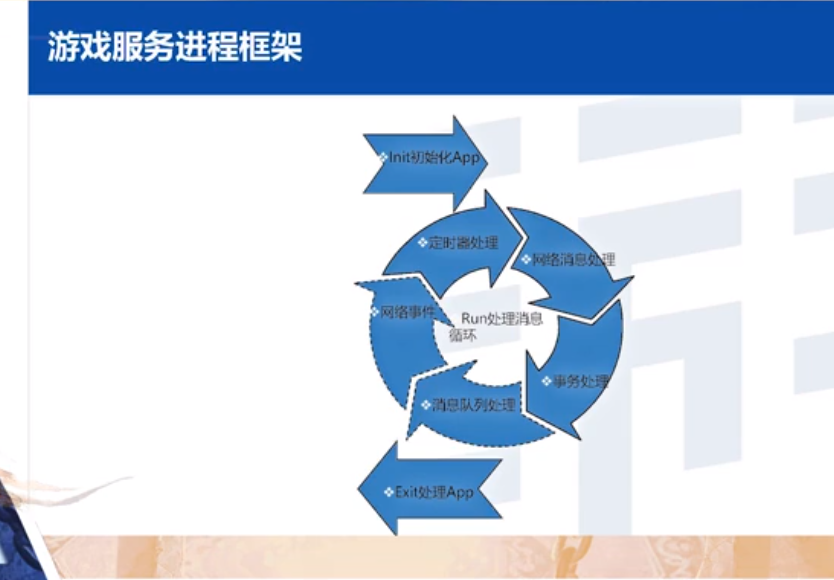 游戏服务进程框架
❖Init初始化App
❖定时器处理
❖网络消息处理
❖网络事件
Run处理消息
循环
❖事务处理
❖消息队列处理
❖Exit处理App